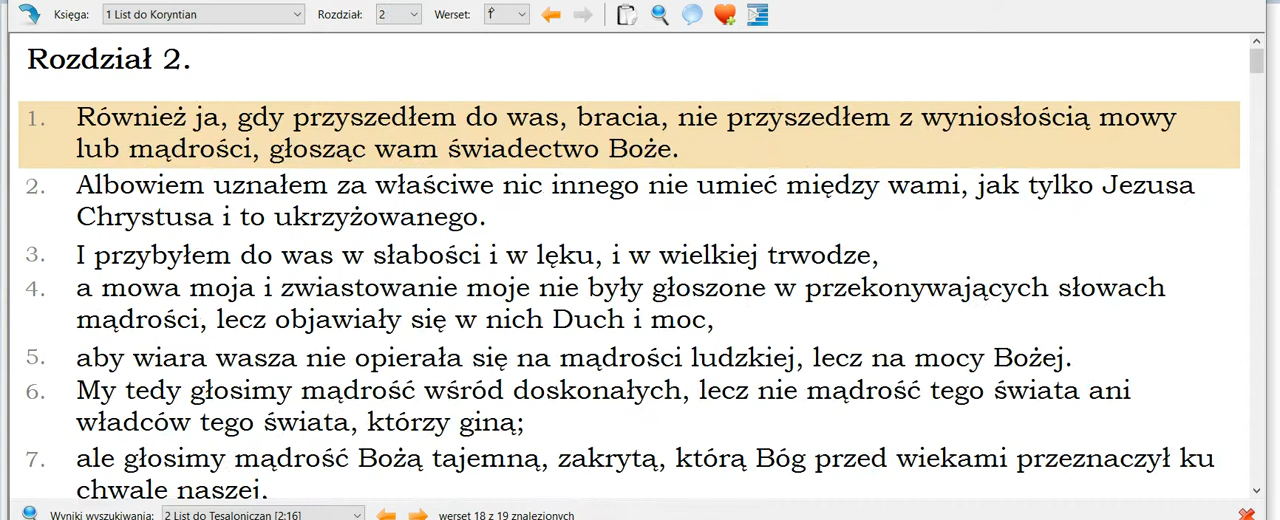 Księga: 1 List do Koryntian Rozdział: 2 Werset: 1
Rozdział 2.
1. Również ja, gdy przyszedłem do was, bracia, nie przyszedłem z wyniosłością mowy
lub mądrości, głosząc wam świadectwo Boże.
2. Albowiem uznałem za właściwe nic innego nie umieć między wami, jak tylko Jezusa
Chrystusa i to ukrzyżowanego.
3. I przybyłem do was w słabości i w lęku, i w wielkiej trwodze,
4. a mowa moja i zwiastowanie moje nie były głoszone w przekonywających słowach
mądrości, lecz objawiały się w nich Duch i moc,
5. aby wiara wasza nie opierała się na mądrości ludzkiej, lecz na mocy Bożej.
6. My tedy głosimy mądrość wśród doskonałych, lecz nie mądrość tego świata ani
władców tego świata, którzy giną;
7. ale głosimy mądrość Bożą tajemną, zakrytą, którą Bóg przed wiekami przeznaczył ku
chwale naszej,
Wyniki wyszukiwania: 2 List do Tesaloniczan [2:16] werset 18 z 19 znalezionych